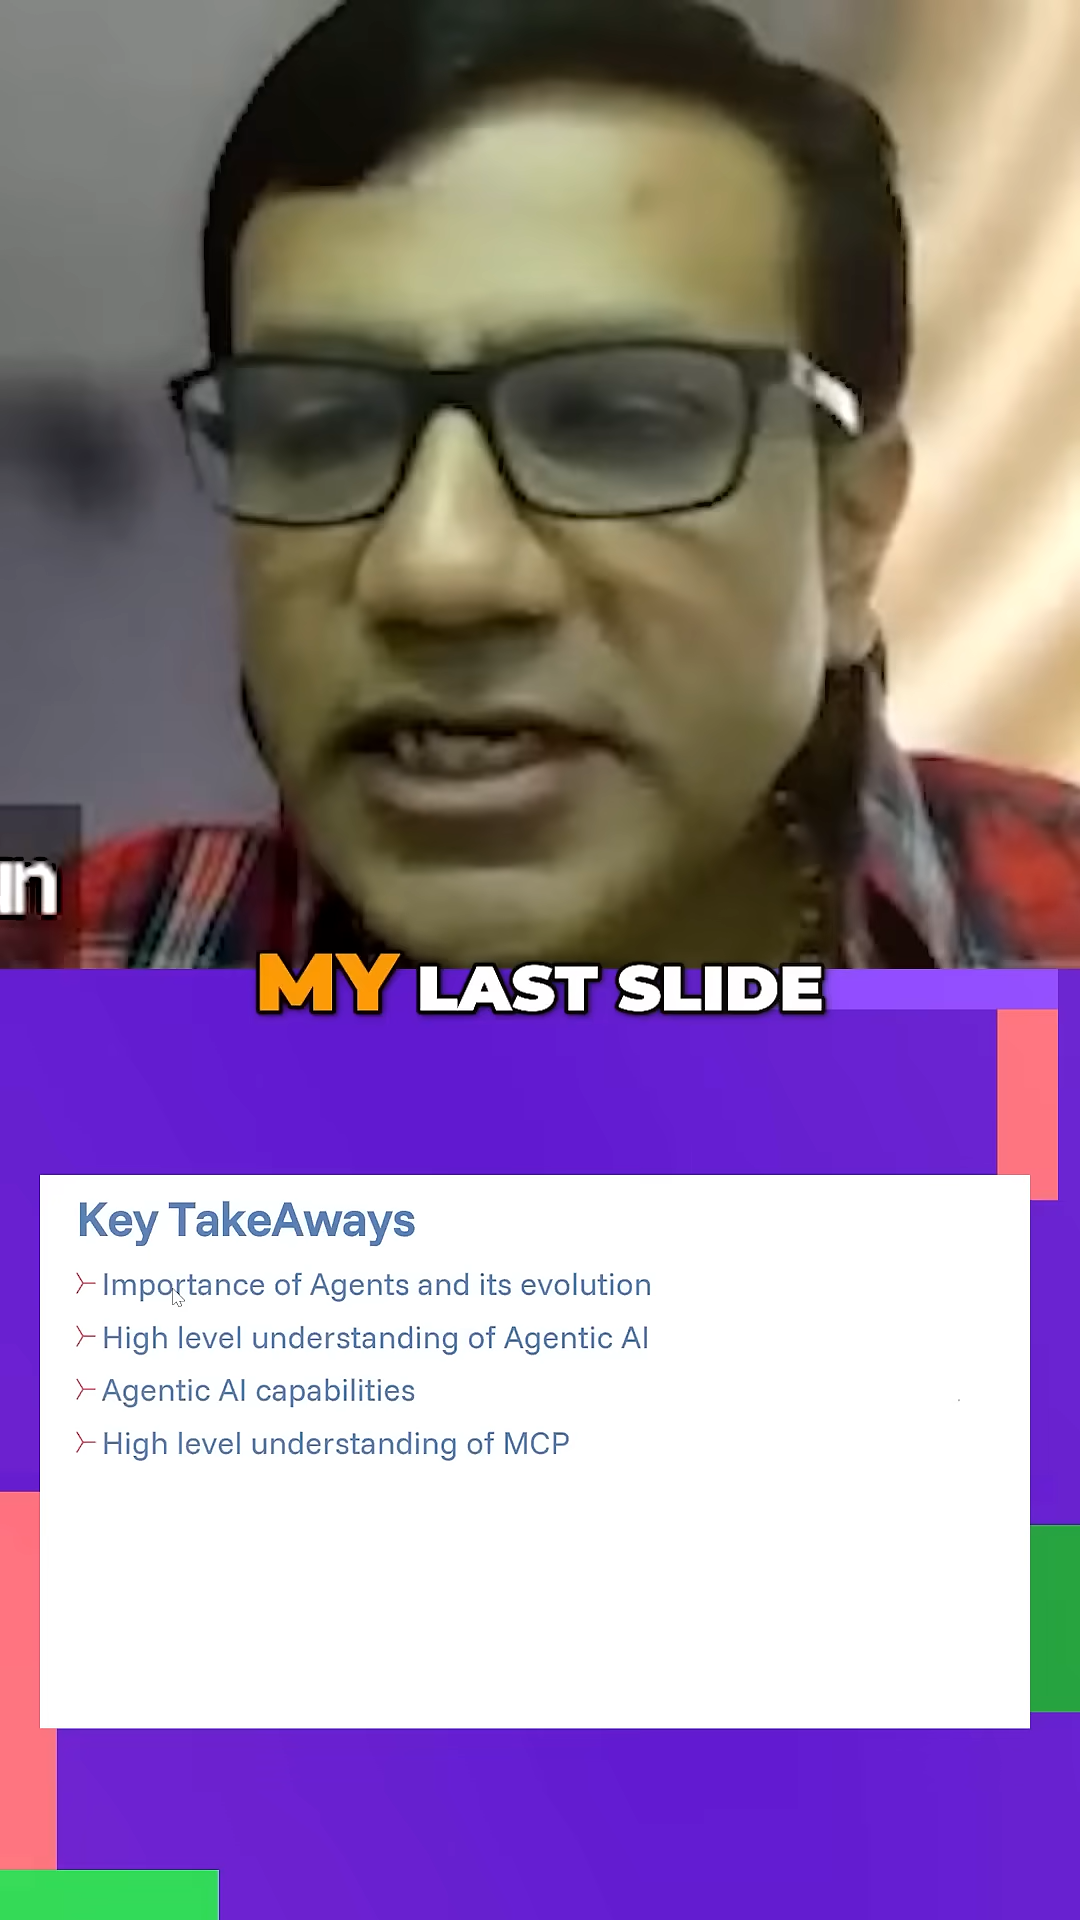 MY LAST SLIDE
Key TakeAways
Importance of Agents and its evolution
High level understanding of Agentic AI
Agentic AI capabilities
High level understanding of MCP